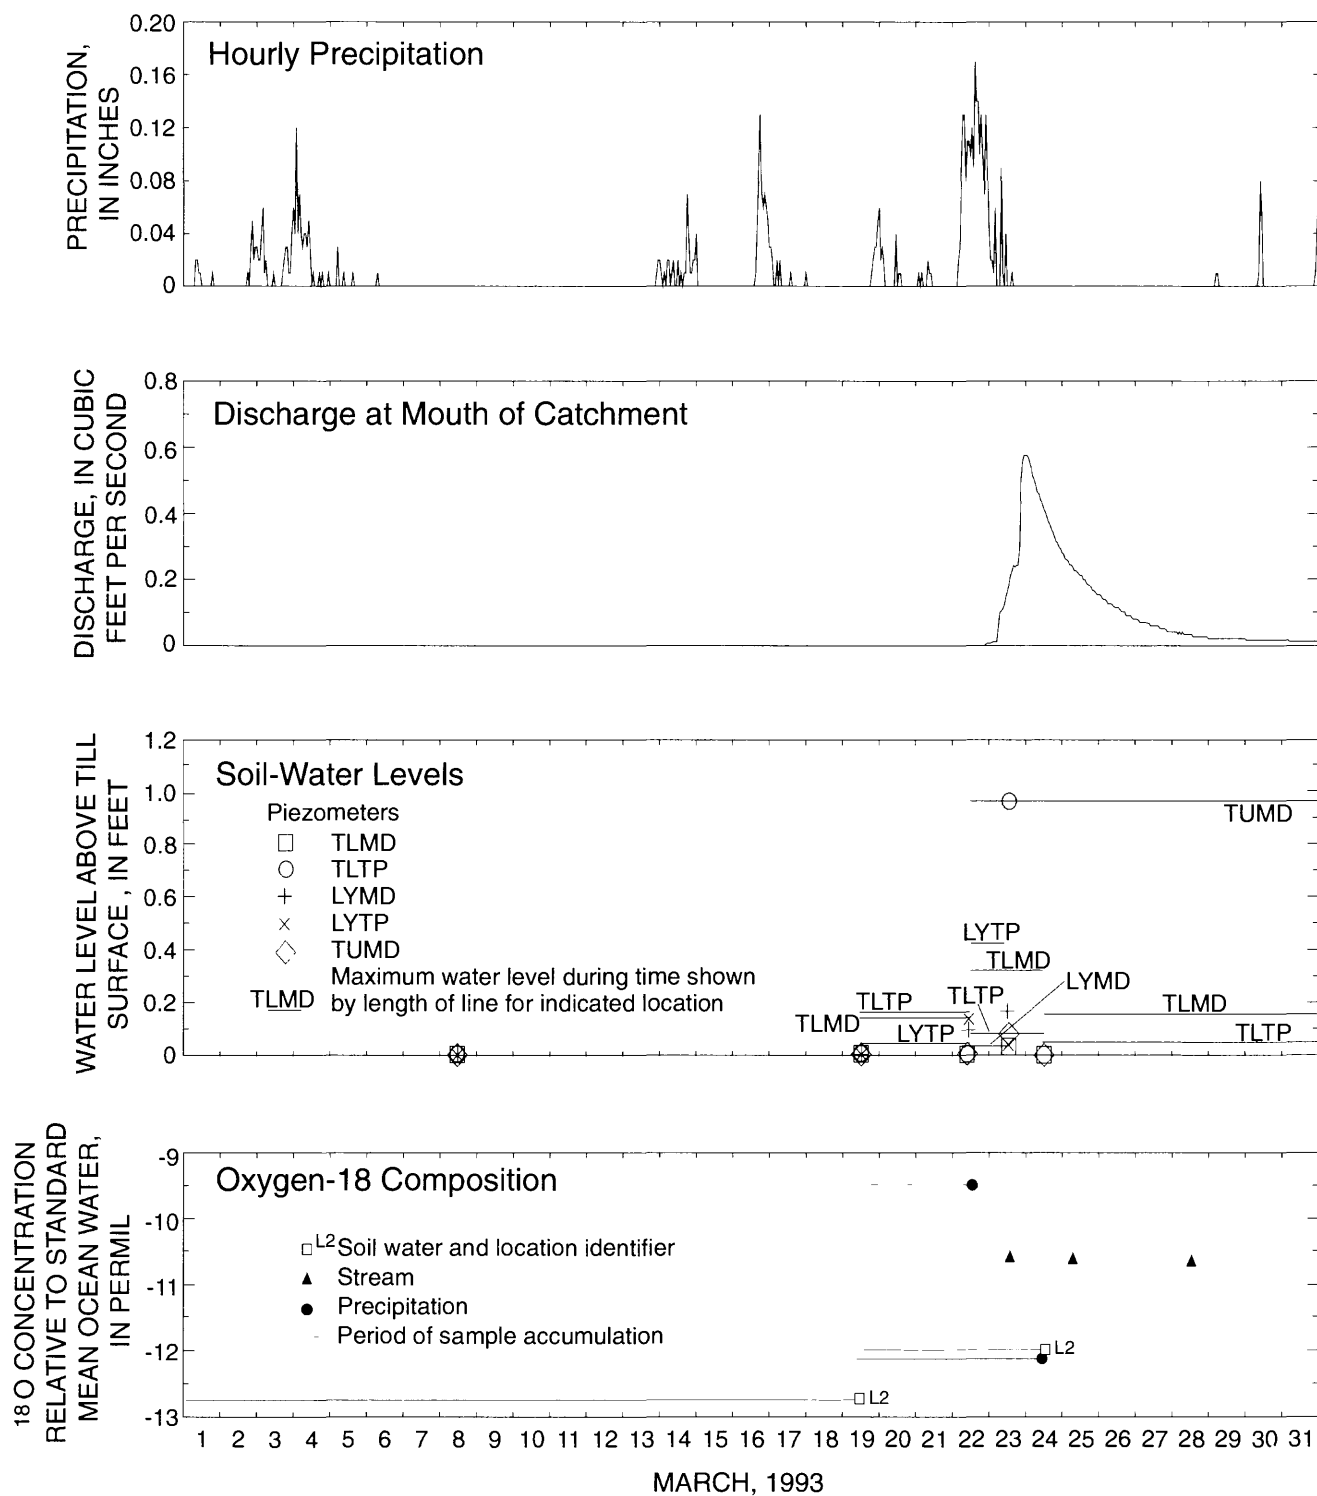 Hourly Precipitation
PRECIPITATION,
IN INCHES
0.20
0.16
0.12
0.08
0.04
0
Discharge at Mouth of Catchment
DISCHARGE, IN CUBIC
FEET PER SECOND
0.8
0.6
0.4
0.2
0
Soil-Water Levels
WATER LEVEL ABOVE TILL
SURFACE , IN FEET
1.2
1.0
0.8
0.6
0.4
0.2
0
Piezometers
TLMD
TLTP
LYMD
LYTP
TUMD
TLMD Maximum water level during time shown
by length of line for indicated location
TUMD
LYTP
TLMD
LYMD
TLTP
TLTP
TLMD
TLMD
LYTP
TLTP
Oxygen-18 Composition
18O CONCENTRATION
RELATIVE TO STANDARD
MEAN OCEAN WATER,
IN PERMIL
-9
-10
-11
-12
-13
L2 Soil water and location identifier
Stream
Precipitation
Period of sample accumulation
L2
L2
1 2 3 4 5 6 7 8 9 10 11 12 13 14 15 16 17 18 19 20 21 22 23 24 25 26 27 28 29 30 31
MARCH, 1993